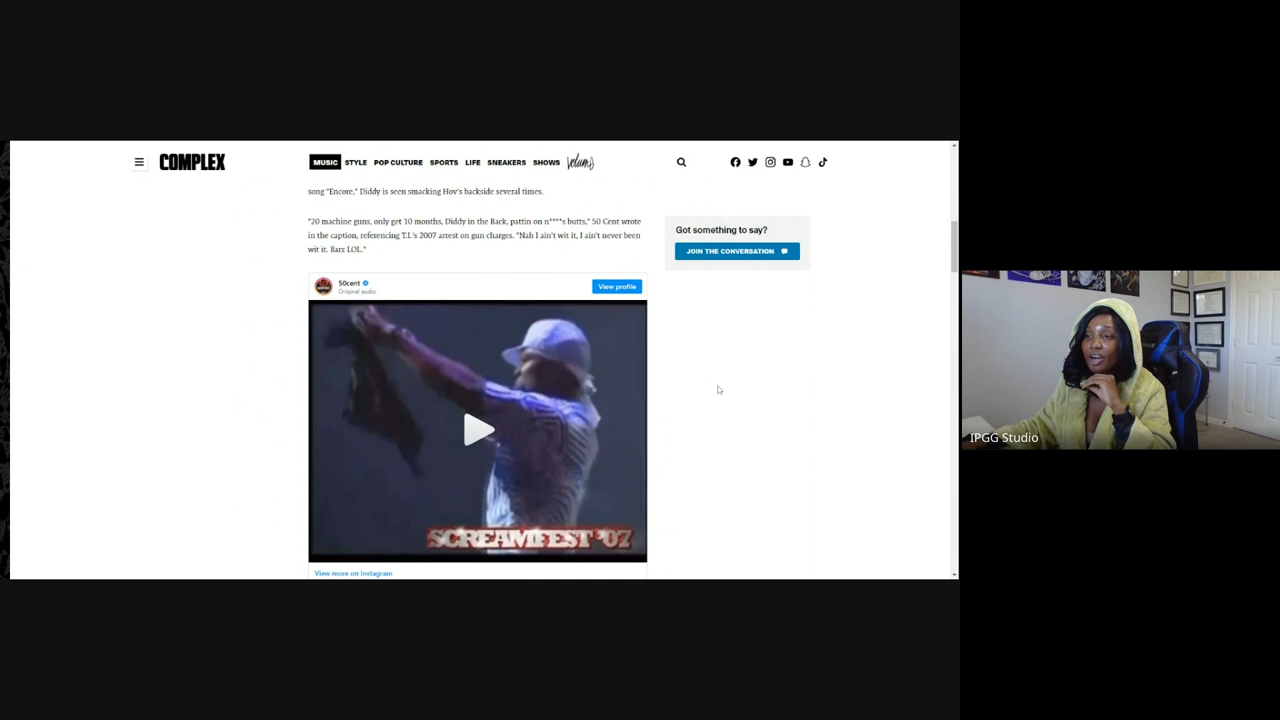 COMPLEX
MUSIC STYLE POP CULTURE SPORTS LIFE SNEAKERS SHOWS Volume
song "Encore," Diddy is seen smacking Hov's backside several times.
"20 machine guns, only get 10 months, Diddy in the Back, pattin on n****s butts," 50 Cent wrote
in the caption, referencing T.I.'s 2007 arrest on gun charges. "Nah I ain't wit it, I ain't never been
wit it. Barz LOL."
Got something to say?
JOIN THE CONVERSATION
50cent
Original audio
View profile
SCREAMFEST'07
View more on Instagram
IPGG Studio